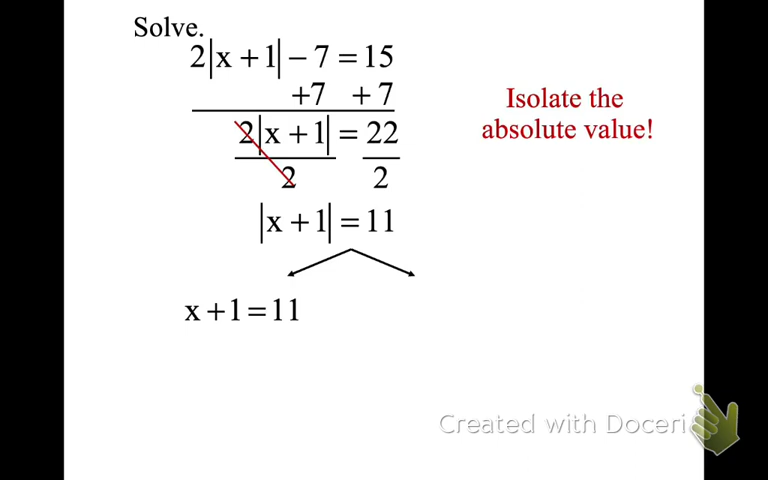 Solve.
2|x + 1| − 7 = 15
+7 + 7
Isolate the
absolute value!
2|x + 1| = 22
2 2
|x + 1| = 11
x + 1 = 11
Created with Doceri